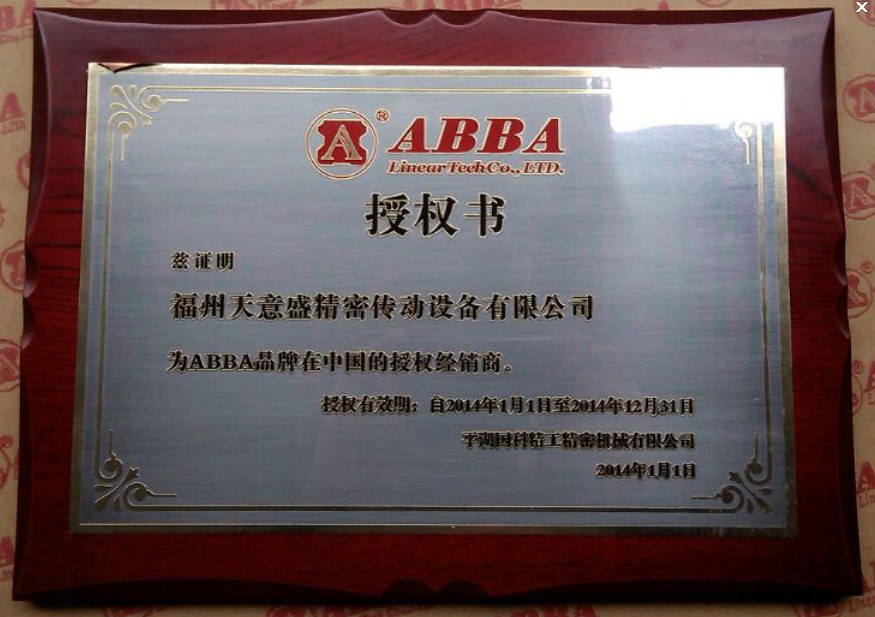 ABBA
®
Linear Tech Co., LTD.
授权书
兹证明
福州天意盛精密传动设备有限公司
为ABBA品牌在中国的授权经销商。
授权有效期：自2014年1月1日至2014年12月31日
平湖固科精工精密机械有限公司
2014年1月1日